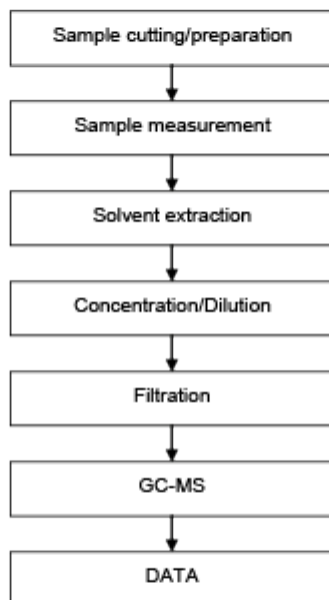 Sample cutting/preparation
Sample measurement
Solvent extraction
Concentration/Dilution
Filtration
GC-MS
DATA